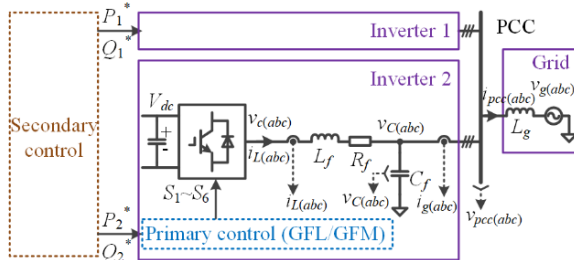 P1*
Q1*
Inverter 1
PCC
Grid
Inverter 2
Secondary
control
Vdc
+
-
vc(abc)
iL(abc)
Lf
Rf
vC(abc)
Cf
ipcc(abc)
vg(abc)
Lg
S1~S6
iL(abc)
vC(abc)
ig(abc)
vpcc(abc)
P2*
Q2*
Primary control (GFL/GFM)